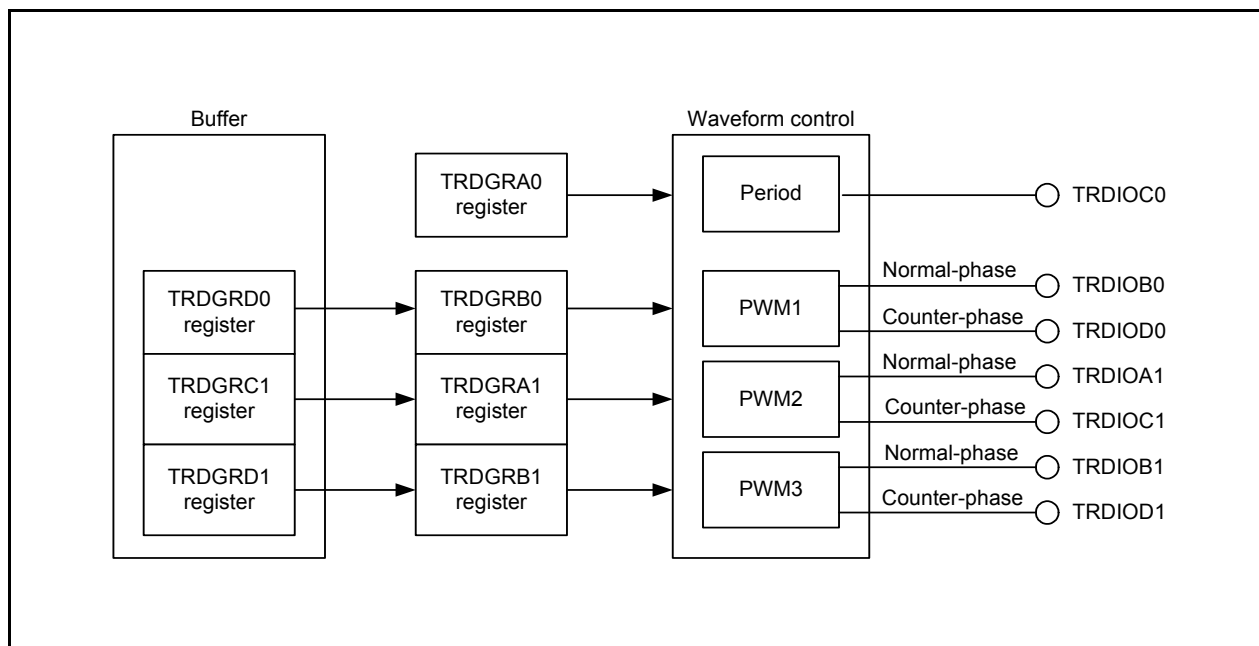 Buffer
Waveform control
TRDGRA0
register
Period
TRDIOC0
TRDGRD0
register
TRDGRB0
register
PWM1
Normal-phase
TRDIOB0
Counter-phase
TRDIOD0
TRDGRC1
register
TRDGRA1
register
PWM2
Normal-phase
TRDIOA1
Counter-phase
TRDIOC1
TRDGRD1
register
TRDGRB1
register
PWM3
Normal-phase
TRDIOB1
Counter-phase
TRDIOD1